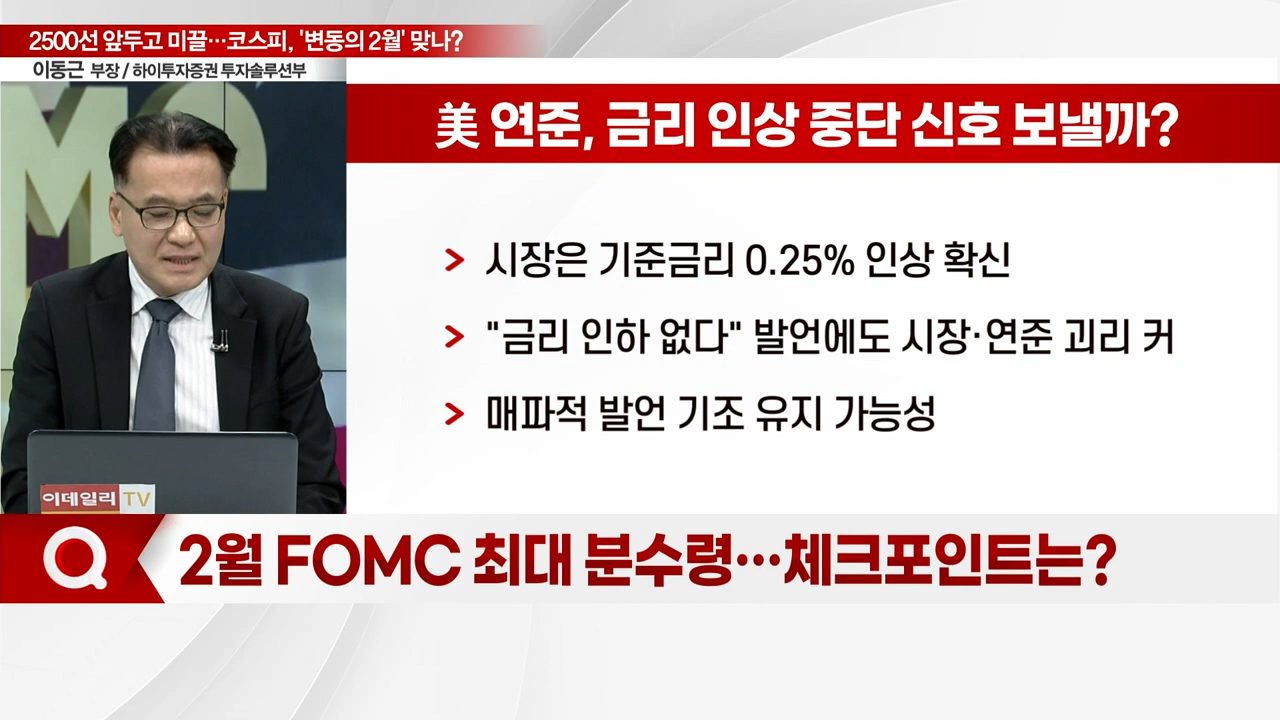 2500선 앞두고 미끌…코스피, '변동의 2월' 맞나?
이동근 부장 / 하이투자증권 투자솔루션부
美 연준, 금리 인상 중단 신호 보낼까?
> 시장은 기준금리 0.25% 인상 확신
> "금리 인하 없다" 발언에도 시장·연준 괴리 커
> 매파적 발언 기조 유지 가능성
이데일리 TV
Q 2월 FOMC 최대 분수령…체크포인트는?